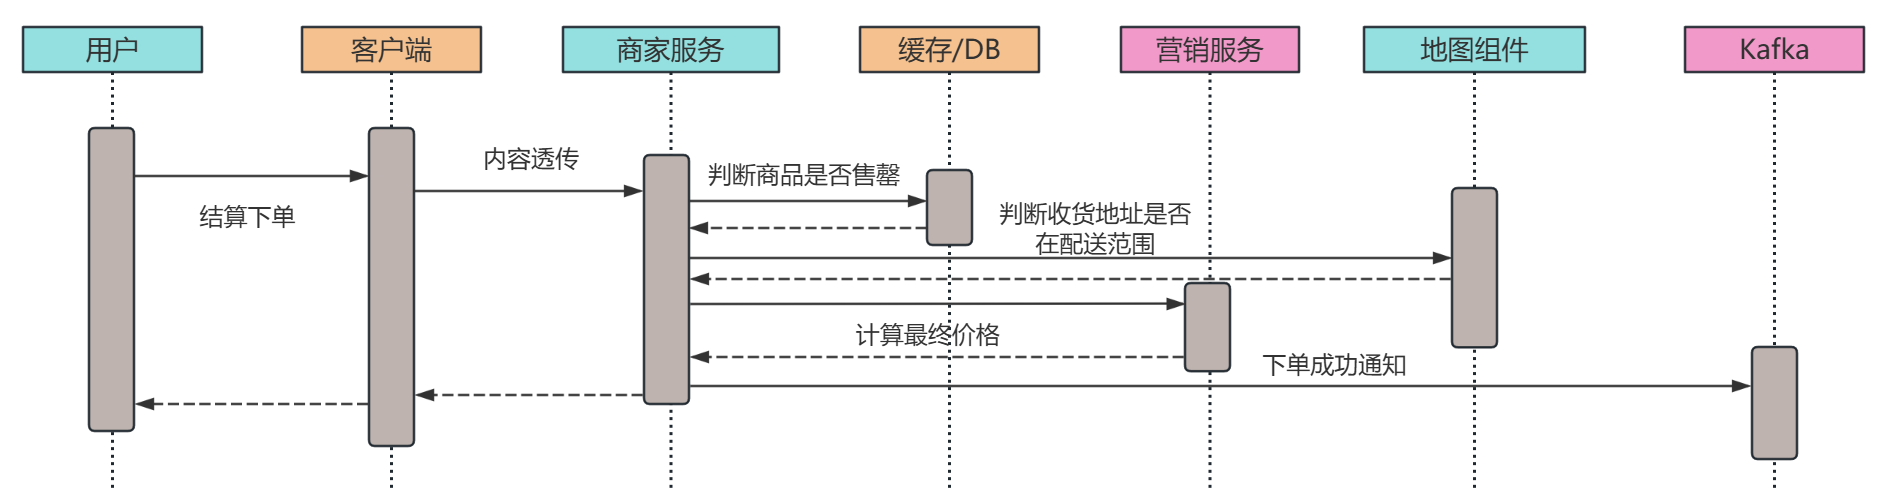 用户
客户端
商家服务
缓存/DB
营销服务
地图组件
Kafka
结算下单
内容透传
判断商品是否售罄
判断收货地址是否
在配送范围
计算最终价格
下单成功通知